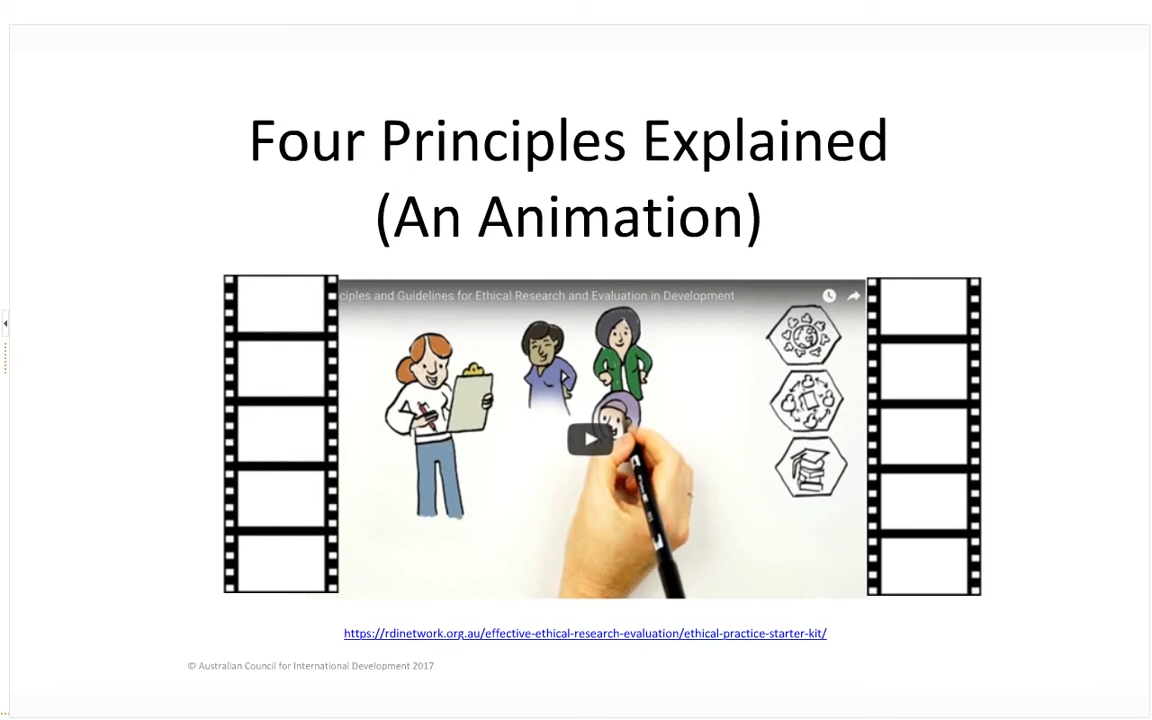 Four Principles Explained
(An Animation)
ciples and Guidelines for Ethical Research and Evaluation in Development
https://rdinetwork.org.au/effective-ethical-research-evaluation/ethical-practice-starter-kit/
© Australian Council for International Development 2017